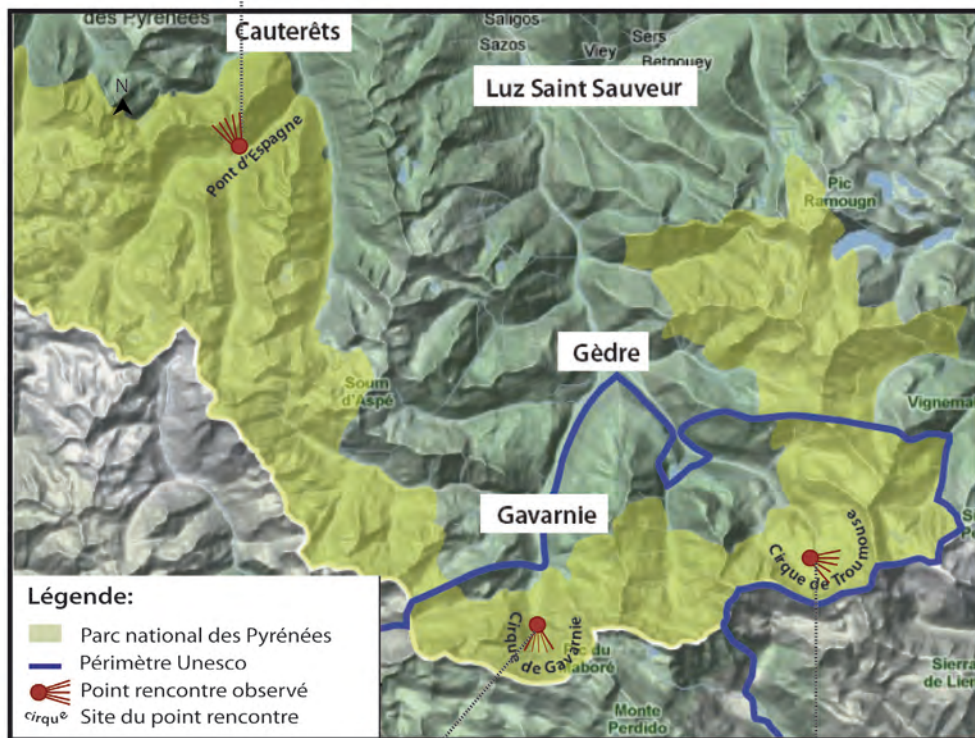 des Pyrénées
Cauterêts
Saligos
Sazos
Viey
Sers
Betpouey
Luz Saint Sauveur
N
Pont d'Espagne
Pic
Ramougn
Gèdre
Soum
d'Aspé
Vignema
Gavarnie
Cirque de Troumouse
Cirque de Gavarnie
Monte
Perdido
Sierra
de Lier
Légende:
Parc national des Pyrénées
Périmètre Unesco
Point rencontre observé
cirque
Site du point rencontre